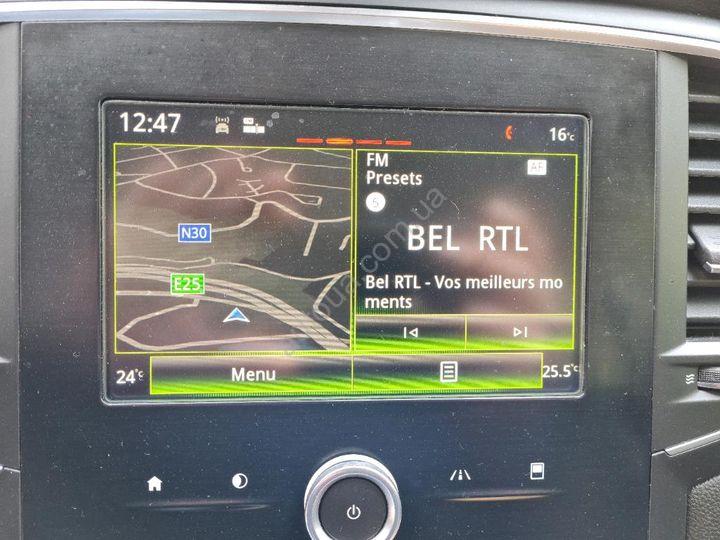 12:47
16°c
FM
Presets
AF
5
N30
BEL RTL
E25
Bel RTL - Vos meilleurs mo
ments
24°c
Menu
25.5°c